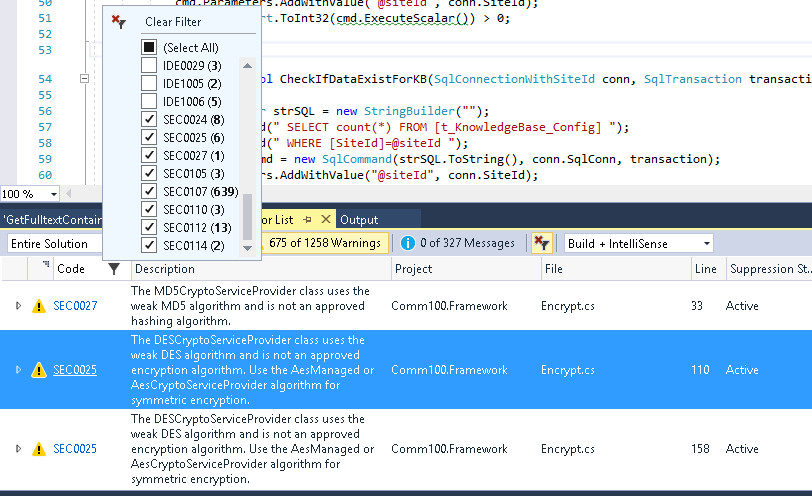 50 cmd.Parameters.AddWithValue("@siteId", conn.SiteId);
51 rt.ToInt32(cmd.ExecuteScalar()) > 0;
52
53
54 ol CheckIfDataExistForKB(SqlConnectionWithSiteId conn, SqlTransaction transactio
55
56 r strSQL = new StringBuilder("");
57 d(" SELECT count(*) FROM [t_KnowledgeBase_Config] ");
58 d(" WHERE [SiteId]=@siteId ");
59 md = new SqlCommand(strSQL.ToString(), conn.SqlConn, transaction);
60 s.AddWithValue("@siteId", conn.SiteId);
Clear Filter
(Select All)
IDE0029 (3)
IDE1005 (2)
IDE1006 (5)
SEC0024 (8)
SEC0025 (6)
SEC0027 (1)
SEC0105 (3)
SEC0107 (639)
SEC0110 (3)
SEC0112 (13)
SEC0114 (2)
100 %
'GetFulltextContain or List Output
Entire Solution 675 of 1258 Warnings 0 of 327 Messages Build + IntelliSense
Code Description Project File Line Suppression St...
SEC0027 The MD5CryptoServiceProvider class uses the weak MD5 algorithm and is not an approved hashing algorithm. Comm100.Framework Encrypt.cs 33 Active
SEC0025 The DESCryptoServiceProvider class uses the weak DES algorithm and is not an approved encryption algorithm. Use the AesManaged or AesCryptoServiceProvider algorithm for symmetric encryption. Comm100.Framework Encrypt.cs 110 Active
SEC0025 The DESCryptoServiceProvider class uses the weak DES algorithm and is not an approved encryption algorithm. Use the AesManaged or AesCryptoServiceProvider algorithm for symmetric encryption. Comm100.Framework Encrypt.cs 158 Active